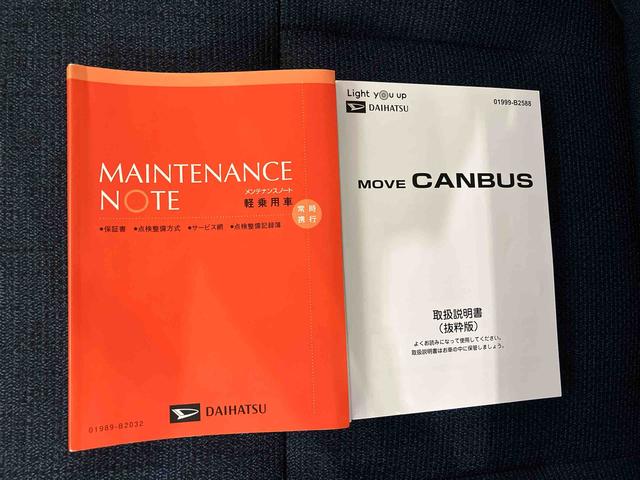 MAINTENANCE
NOTE
メンテナンスノート
軽乗用車
常時
携行
●保証書 ●点検整備方式 ●サービス網 ●点検整備記録簿
DAIHATSU
01989-B2032
Light you up
DAIHATSU
01999-B2588
MOVE CANBUS
取扱説明書
（抜粋版）
よくお読みになって使用してください。
取扱説明書はお車の中に保管しましょう。